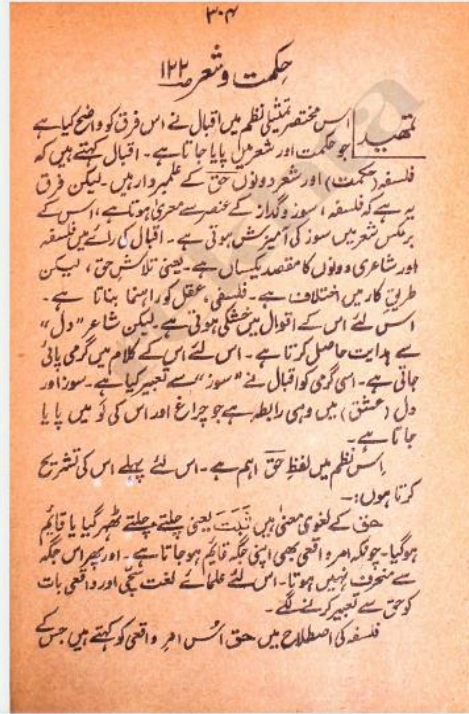 ۳۰۴
حکمت و شعر ص۱۲۲
تمہید اس مختصر تمثیلی نظم میں اقبال نے اس فرق کو واضح کیا ہے
جو حکمت اور شعر میں پایا جاتا ہے۔ اقبال کہتے ہیں کہ
فلسفہ (حکمت) اور شعر دونوں حق کے علمبردار ہیں۔ لیکن فرق
یہ ہے کہ فلسفہ، سوز و گداز کے عنصر سے معریٰ ہوتا ہے، اس کے
برعکس شعر میں سوز کی آمیزش ہوتی ہے۔ اقبال کی رائے میں فلسفہ
اور شاعری دونوں کا مقصد یکساں ہے۔ یعنی تلاشِ حق، لیکن
طریقِ کار میں اختلاف ہے۔ فلسفی، عقل کو راہنما بناتا ہے۔
اس لئے اس کے اقوال میں خشکی ہوتی ہے۔ لیکن شاعر "دل"
سے ہدایت حاصل کرتا ہے۔ اس لئے اس کے کلام میں گرمی پائی
جاتی ہے۔ اسی گرمی کو اقبال نے "سوز" سے تعبیر کیا ہے۔ سوز اور
دل (عشق) میں وہی رابطہ ہے جو چراغ اور اس کی لَو میں پایا
جاتا ہے۔
اس نظم میں لفظِ حق اہم ہے۔ اس لئے پہلے اس کی تشریح
کرتا ہوں:۔
حق کے لغوی معنیٰ ہیں ثَبَتَ یعنی چلتے چلتے ٹھہر گیا یا قایٔم
ہو گیا۔ چونکہ امرِ واقعی بھی اپنی جگہ قایٔم ہو جاتا ہے۔ اور پھر اس جگہ
سے منحرف نہیں ہوتا۔ اس لئے علمائے لغت سچّی اور واقعی بات
کو حق سے تعبیر کرنے لگے۔
فلسفہ کی اصطلاح میں حق اُس امرِ واقعی کو کہتے ہیں جس کے